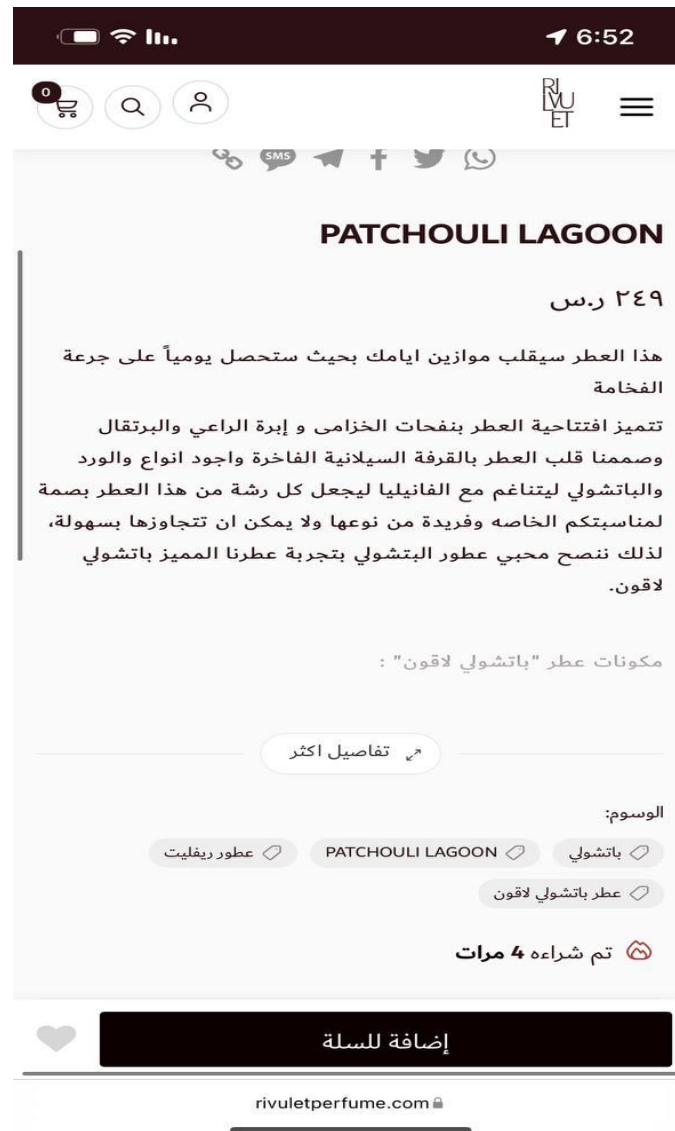 6:52
0
RIVULET
SMS
PATCHOULI LAGOON
٢٤٩ ر.س
هذا العطر سيقلب موازين ايامك بحيث ستحصل يومياً على جرعة
الفخامة
تتميز افتتاحية العطر بنفحات الخزامى و إبرة الراعي والبرتقال
وصممنا قلب العطر بالقرفة السيلانية الفاخرة واجود انواع والورد
والباتشولي ليتناغم مع الفانيليا ليجعل كل رشة من هذا العطر بصمة
لمناسبتكم الخاصه وفريدة من نوعها ولا يمكن ان تتجاوزها بسهولة،
لذلك ننصح محبي عطور البتشولي بتجربة عطرنا المميز باتشولي
لاقون.
مكونات عطر "باتشولي لاقون" :
تفاصيل اكثر
الوسوم:
باتشولي PATCHOULI LAGOON عطور ريفليت
عطر باتشولي لاقون
تم شراءه 4 مرات
إضافة للسلة
rivuletperfume.com